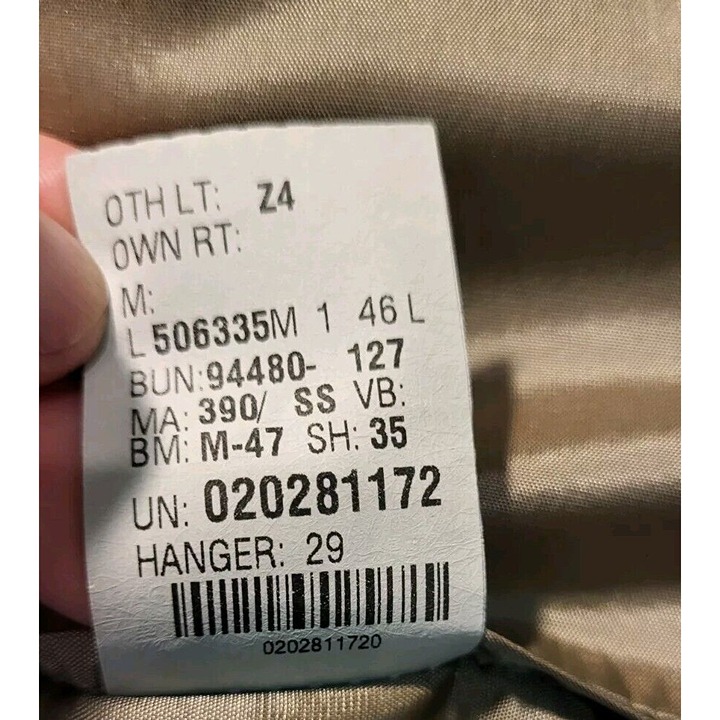 OTH LT: Z4
OWN RT:
M:
L 506335M 1 46 L
BUN:94480- 127
MA: 390/ SS VB:
BM: M-47 SH: 35
UN: 020281172
HANGER: 29
0202811720